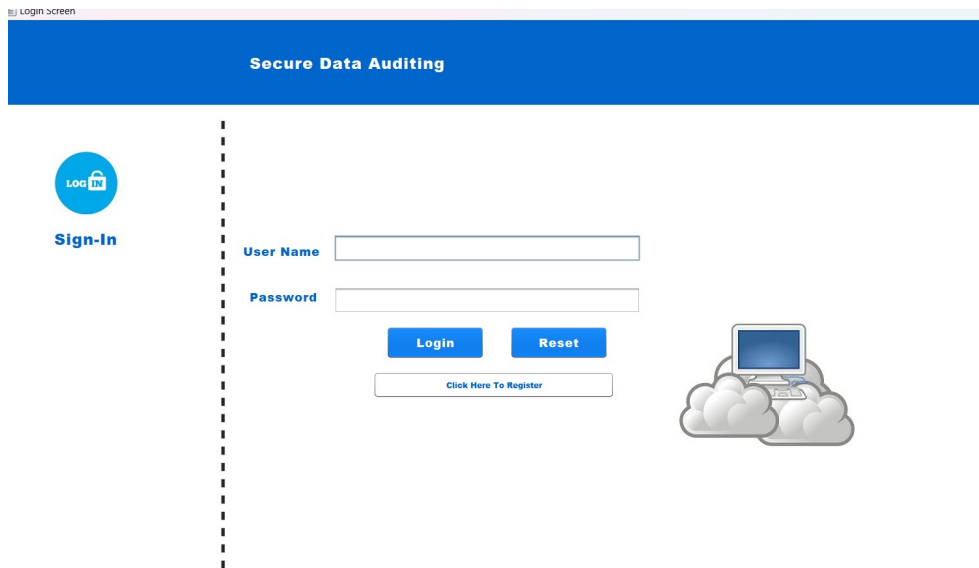 Login Screen
Secure Data Auditing
LOG IN
Sign-In
User Name
Password
Login Reset
Click Here To Register